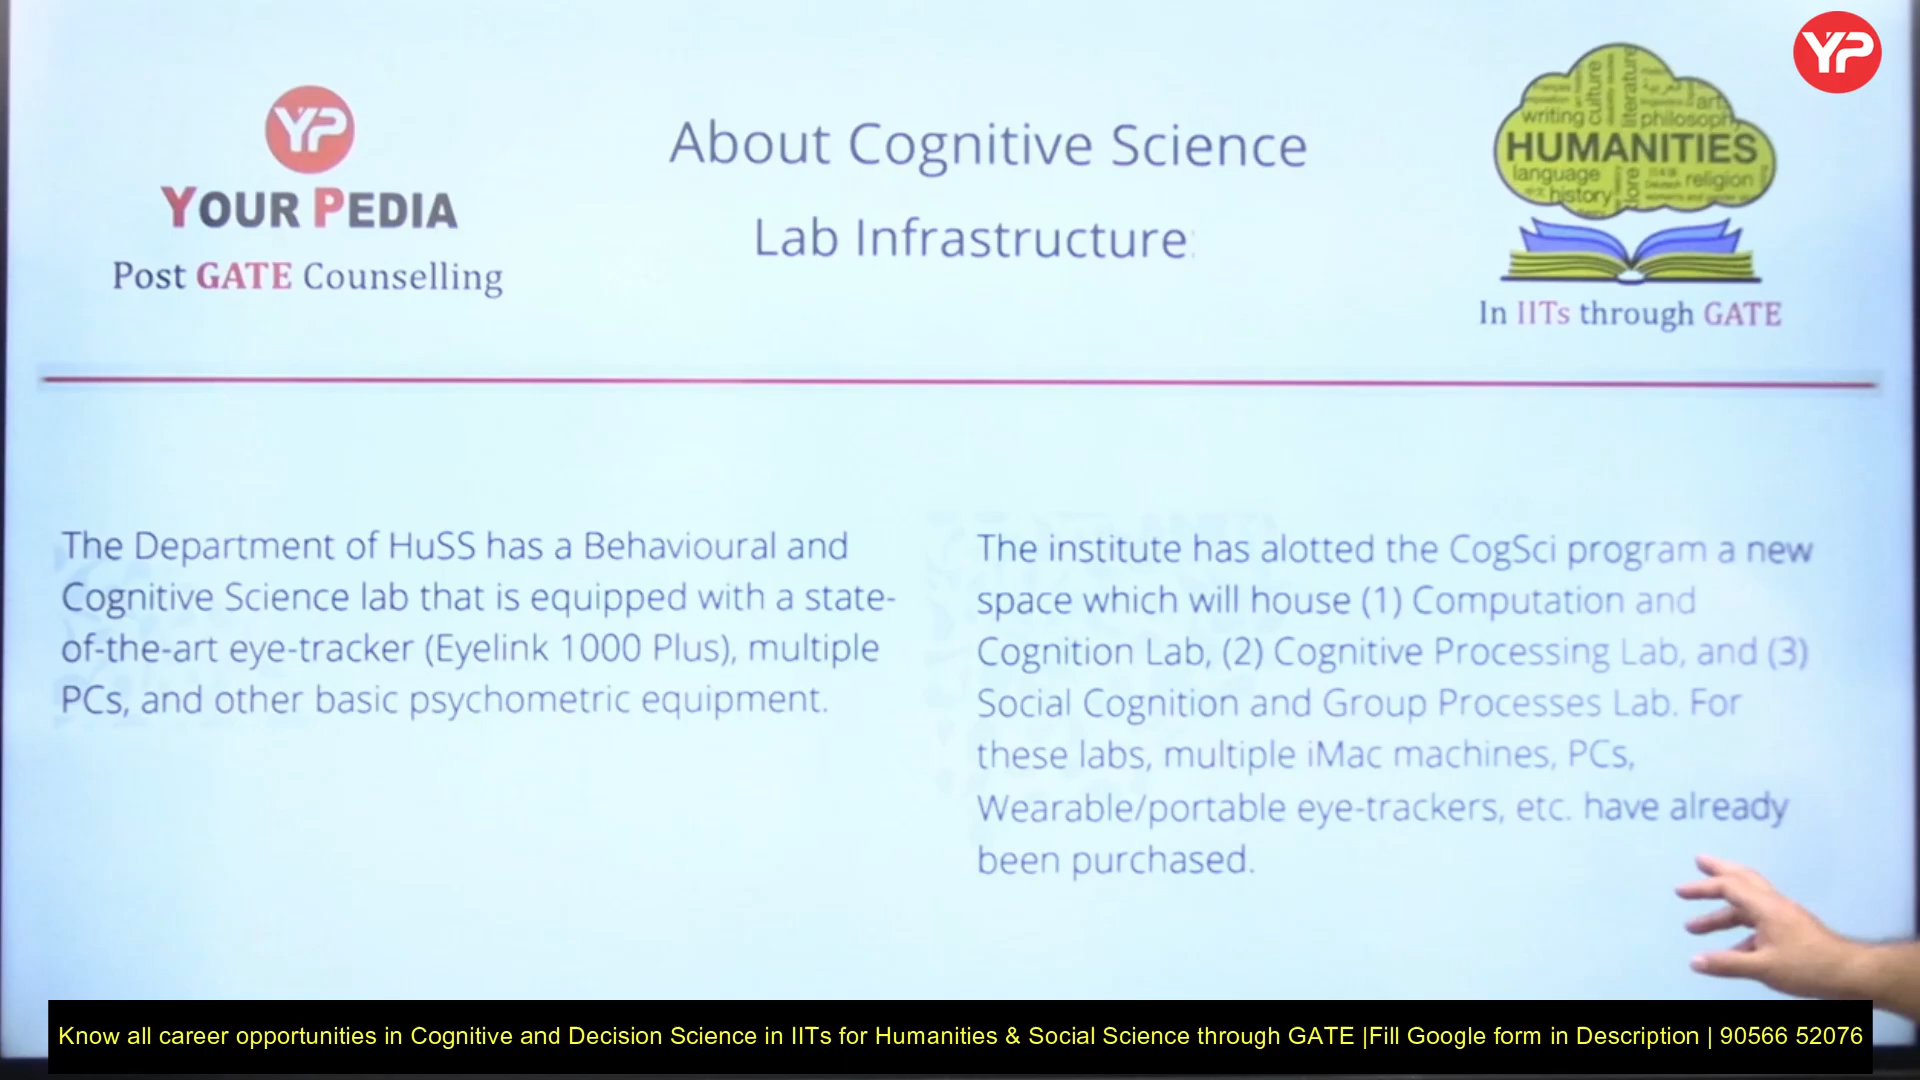 YP
YP
YOUR PEDIA
Post GATE Counselling
About Cognitive Science
Lab Infrastructure:
writing culture literature art
philosophy
HUMANITIES
language religion
history
In IITs through GATE
The Department of HuSS has a Behavioural and
Cognitive Science lab that is equipped with a state-
of-the-art eye-tracker (Eyelink 1000 Plus), multiple
PCs, and other basic psychometric equipment.
The institute has alotted the CogSci program a new
space which will house (1) Computation and
Cognition Lab, (2) Cognitive Processing Lab, and (3)
Social Cognition and Group Processes Lab. For
these labs, multiple iMac machines, PCs,
Wearable/portable eye-trackers, etc. have already
been purchased.
Know all career opportunities in Cognitive and Decision Science in IITs for Humanities & Social Science through GATE |Fill Google form in Description | 90566 52076